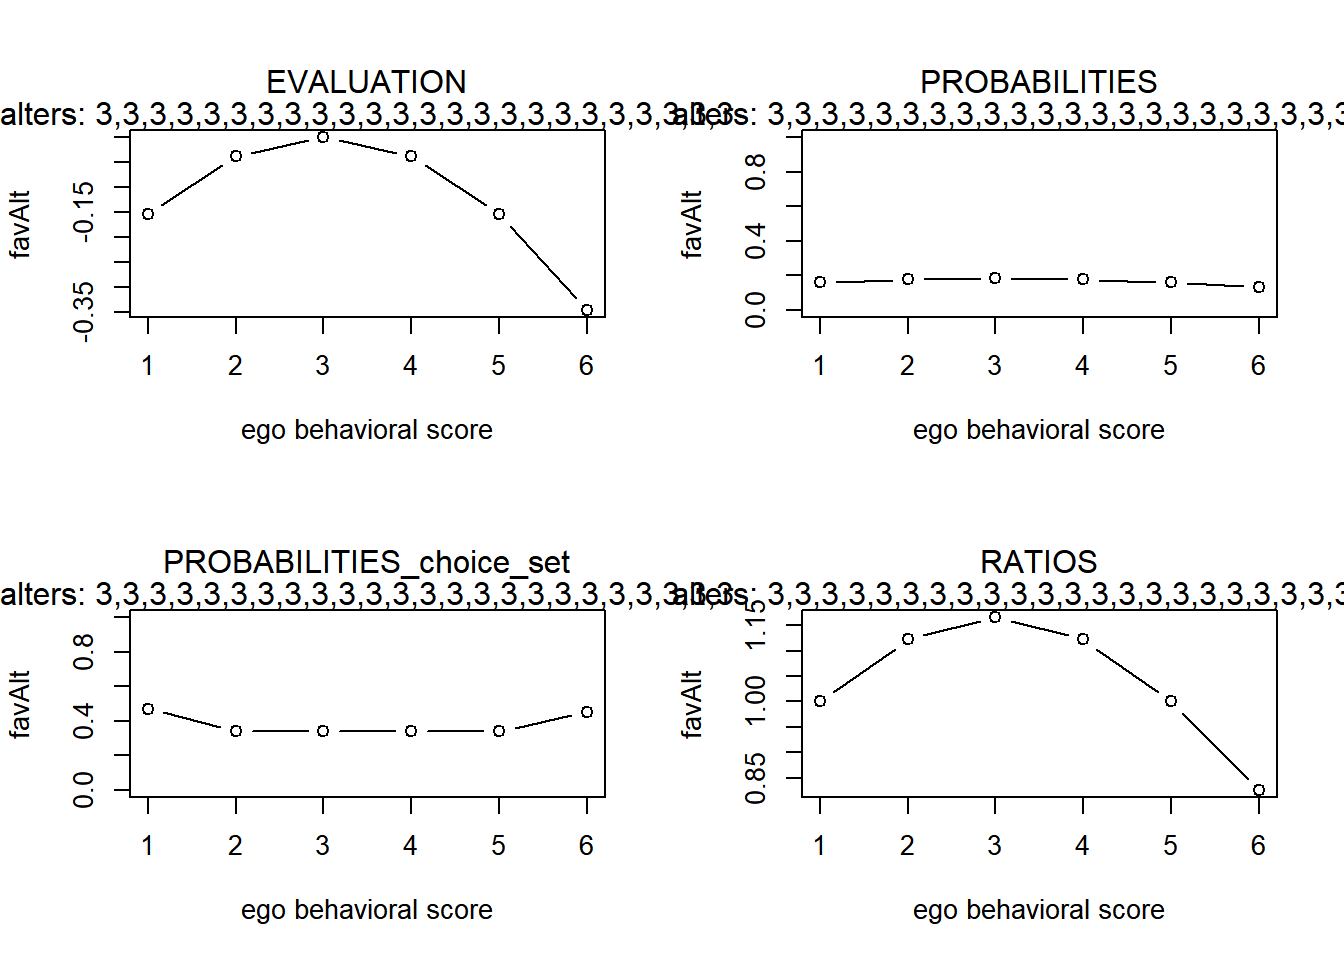 EVALUATION
alters: 3,3,3,3,3,3,3,3,3,3,3,3,3,3,3,3,3,3,3,3,3,3,3,3
favAlt
-0.35 -0.15
1 2 3 4 5 6
ego behavioral score
PROBABILITIES
alters: 3,3,3,3,3,3,3,3,3,3,3,3,3,3,3,3,3,3,3,3,3,3
favAlt
0.0 0.4 0.8
1 2 3 4 5 6
ego behavioral score
PROBABILITIES_choice_set
alters: 3,3,3,3,3,3,3,3,3,3,3,3,3,3,3,3,3,3,3,3,3,3,3,3
favAlt
0.0 0.4 0.8
1 2 3 4 5 6
ego behavioral score
RATIOS
alters: 3,3,3,3,3,3,3,3,3,3,3,3,3,3,3,3,3,3,3,3,3,3
favAlt
0.85 1.00 1.15
1 2 3 4 5 6
ego behavioral score